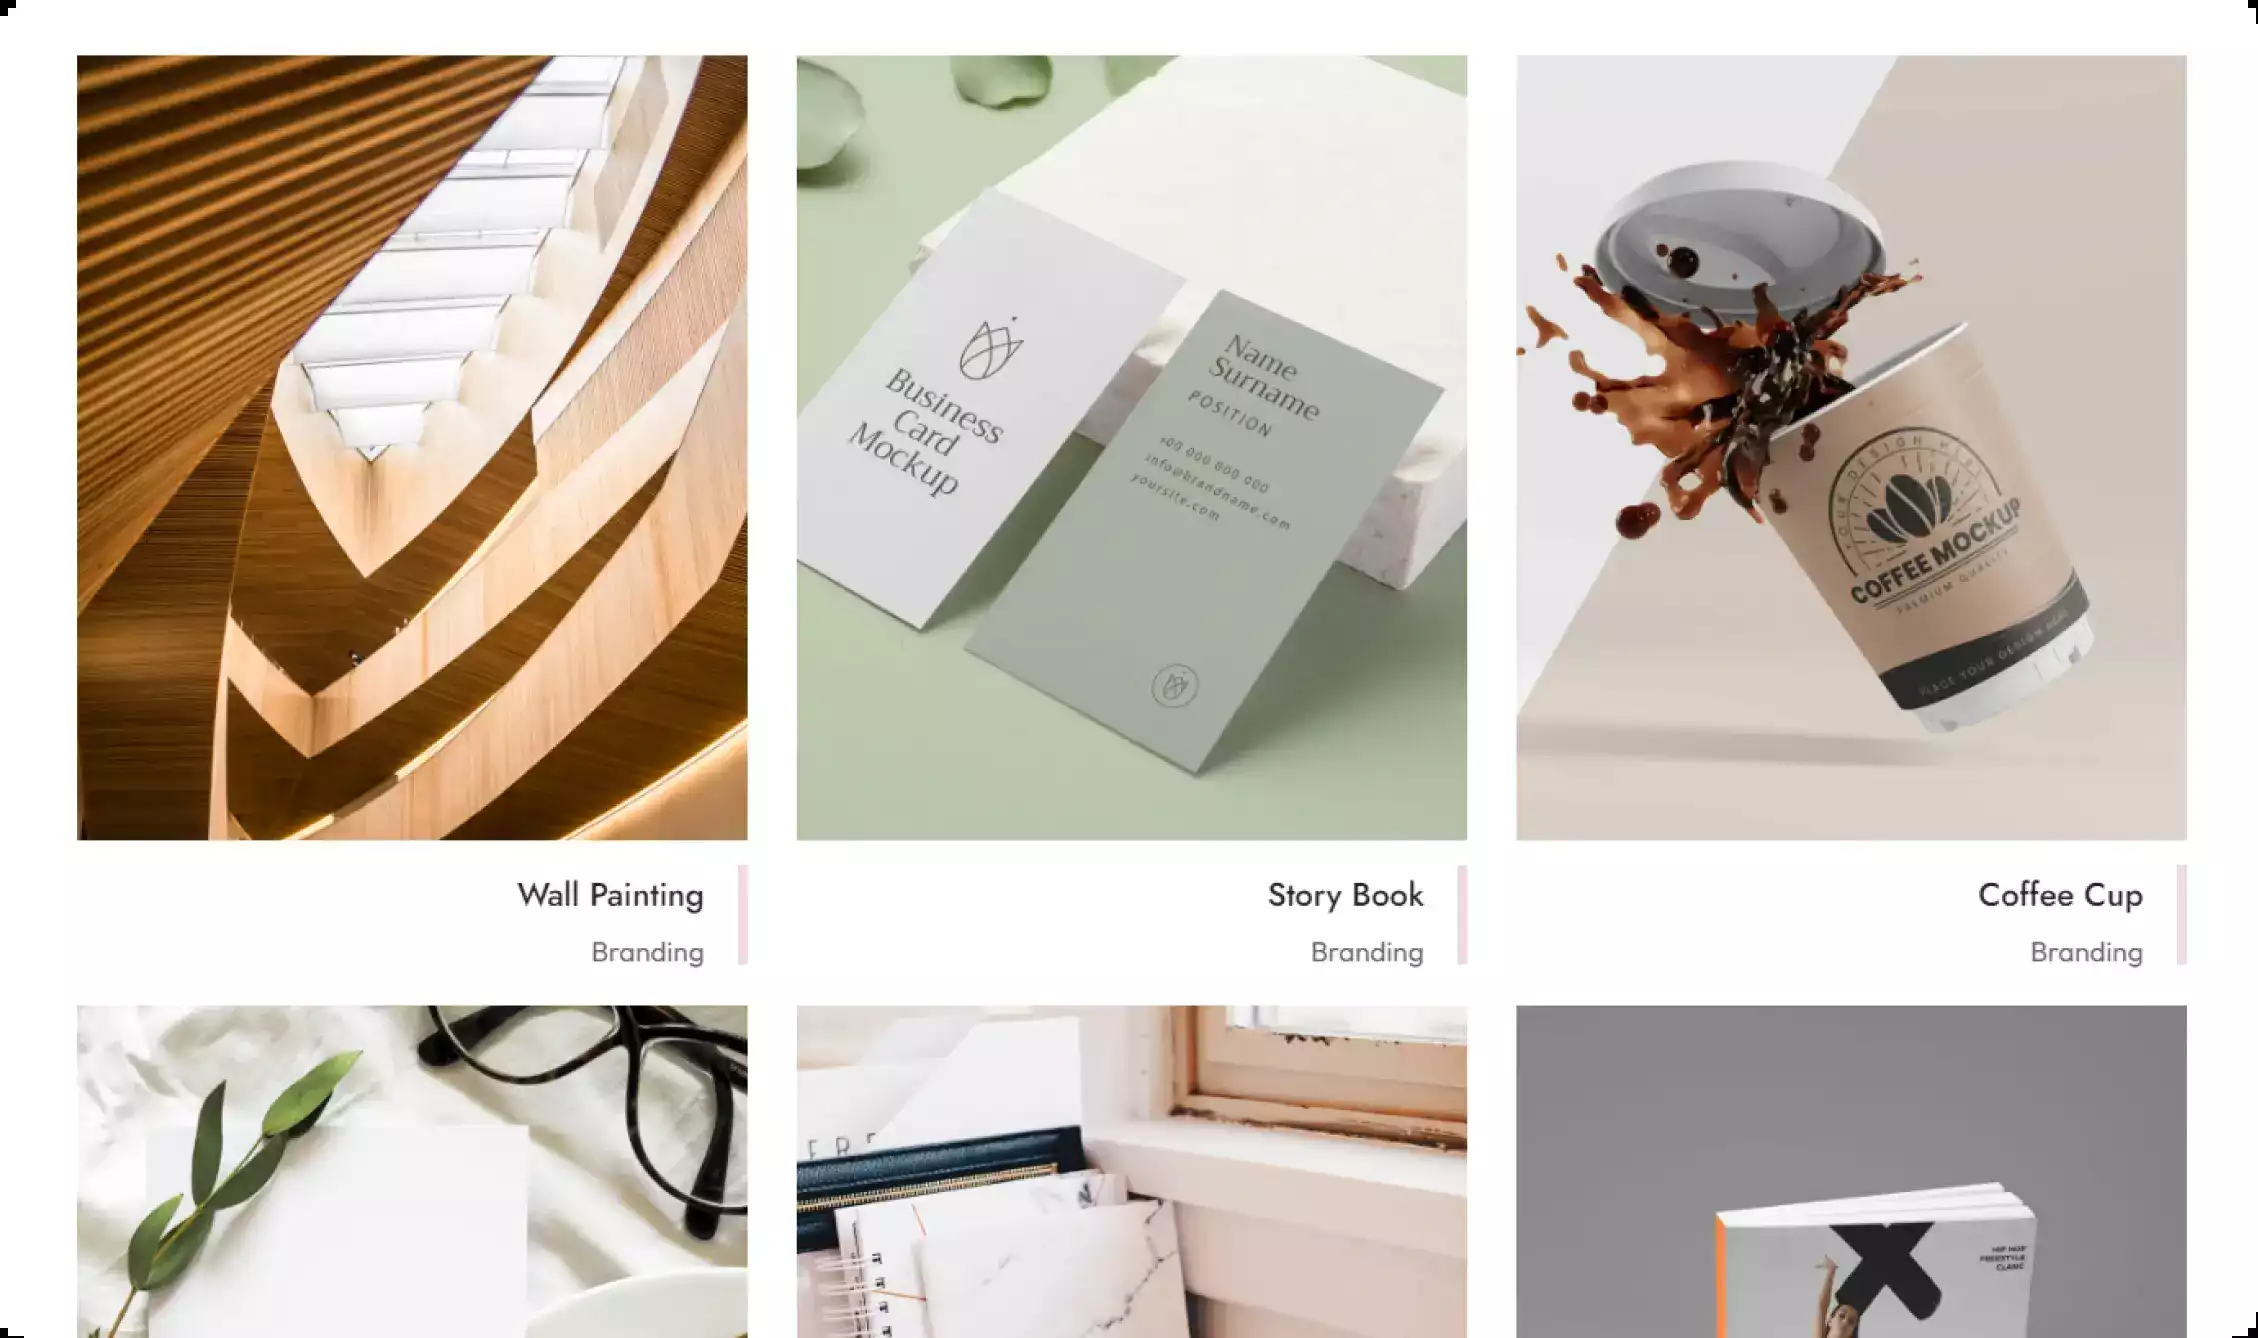 Business
Card
Mockup
Name
Surname
POSITION
+00 000 000 000
info@brandname.com
yoursite.com
YOUR DESIGN HERE
COFFEE MOCKUP
PREMIUM QUALITY
PLACE YOUR DESIGN HERE
Wall Painting
Branding
Story Book
Branding
Coffee Cup
Branding
HIP HOP
FREESTYLE
CLANIC